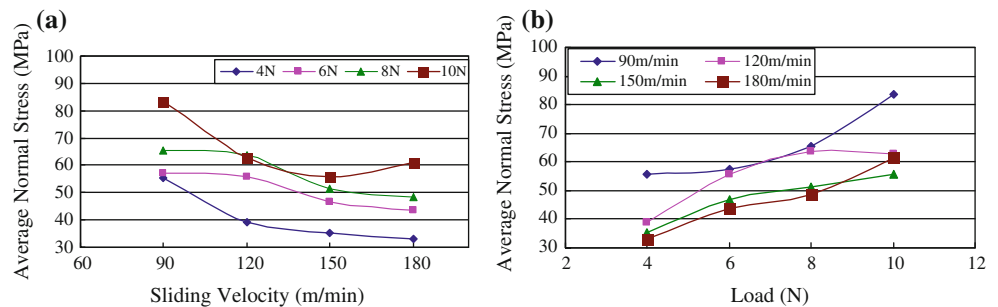 (a)
Average Normal Stress (MPa)
100
90
80
70
60
50
40
30
4N 6N 8N 10N
60 90 120 150 180
Sliding Velocity (m/min)
(b)
Average Normal Stress (MPa)
100
90
80
70
60
50
40
30
90m/min 120m/min
150m/min 180m/min
2 4 6 8 10 12
Load (N)